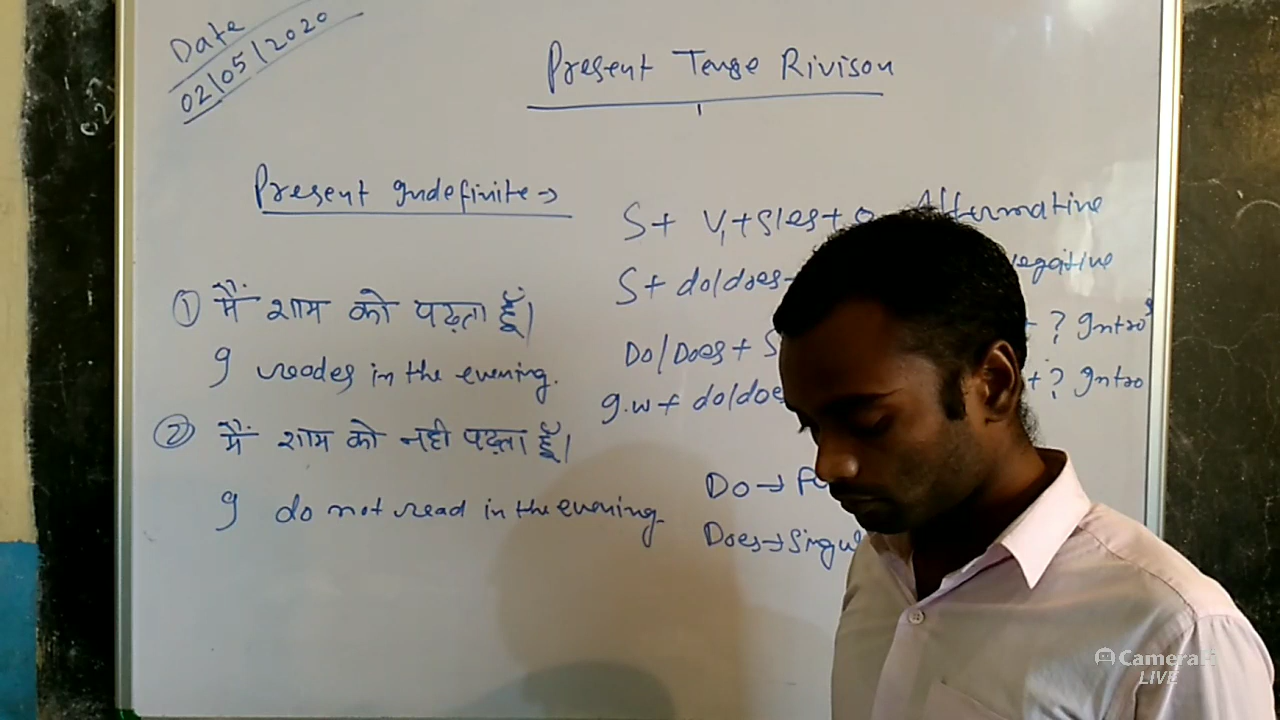 Date
02/05/2020
Present Tense Rivison
Present Indefinite →
S + V1 + s/es + o Affermative
S + do/does + negative
Do/Does + S + ? Intro
I.W + do/does + ? Intro
① मैं शाम को पढ़ता हूँ।
I reades in the evening.
② मैं शाम को नही पढ़ता हूँ।
I do not read in the evening.
Do →
Does → Singul
CameraFi
LIVE